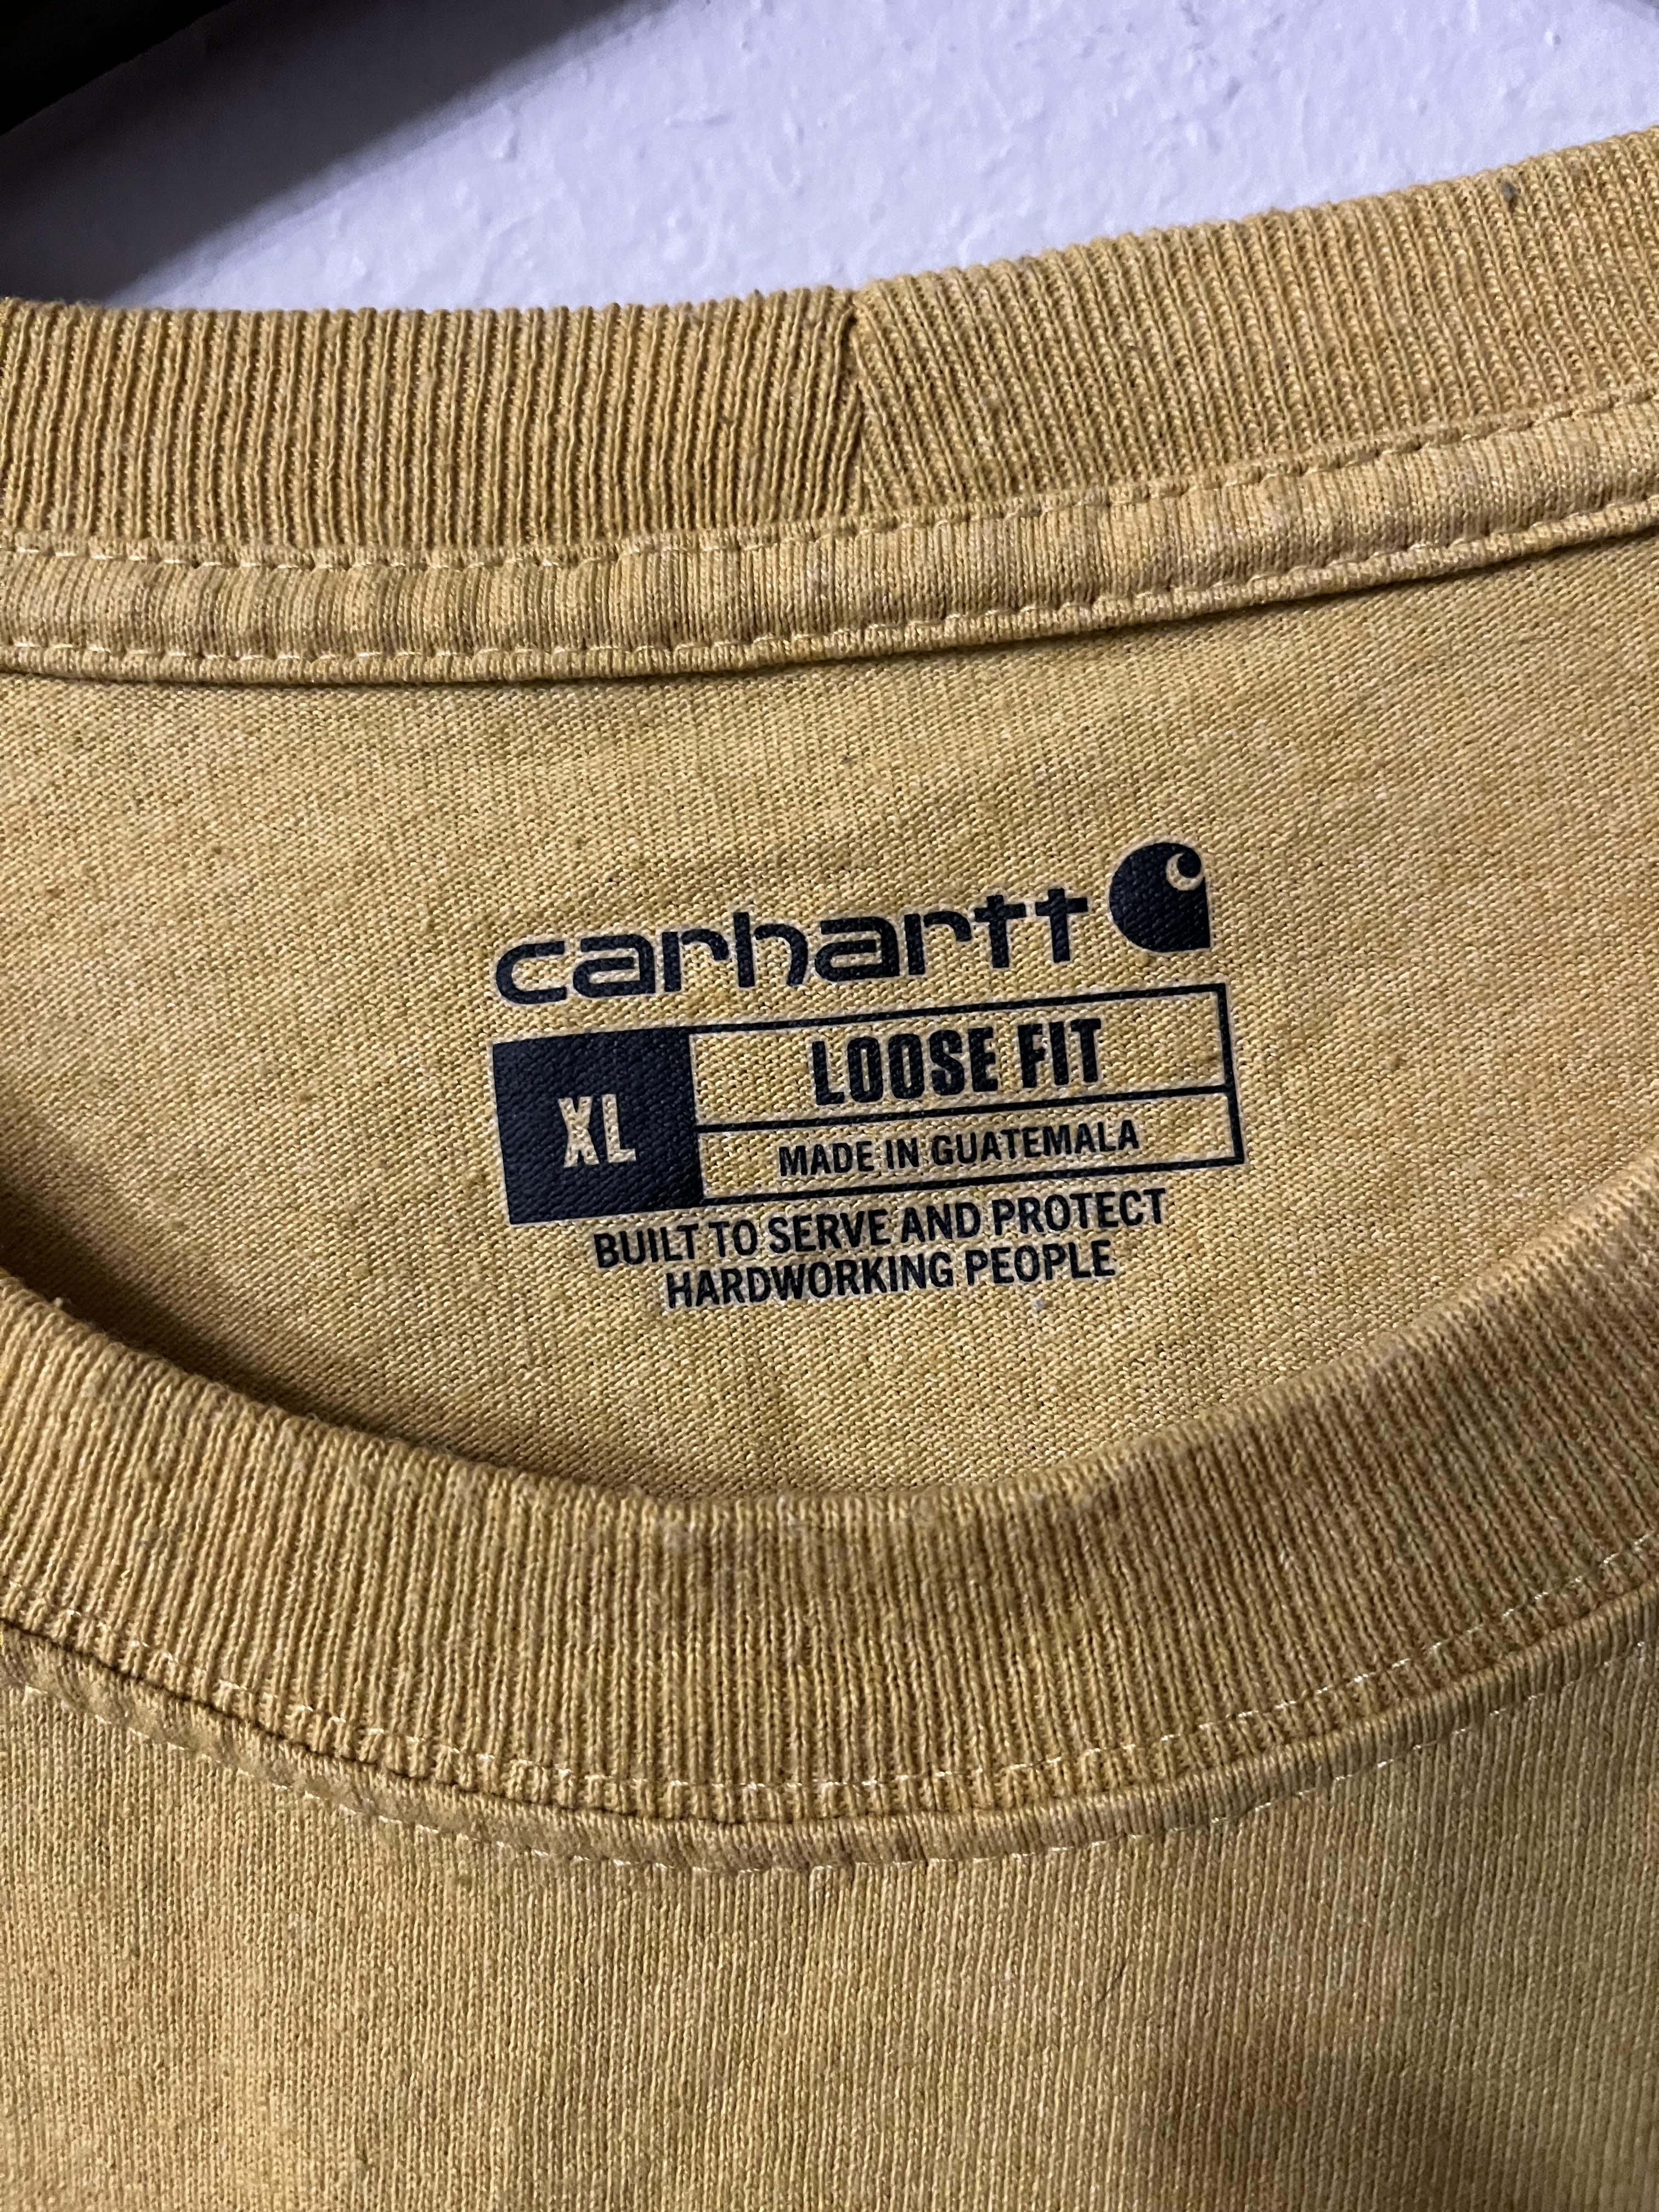 carhartt
XL
LOOSE FIT
MADE IN GUATEMALA
BUILT TO SERVE AND PROTECT
HARDWORKING PEOPLE